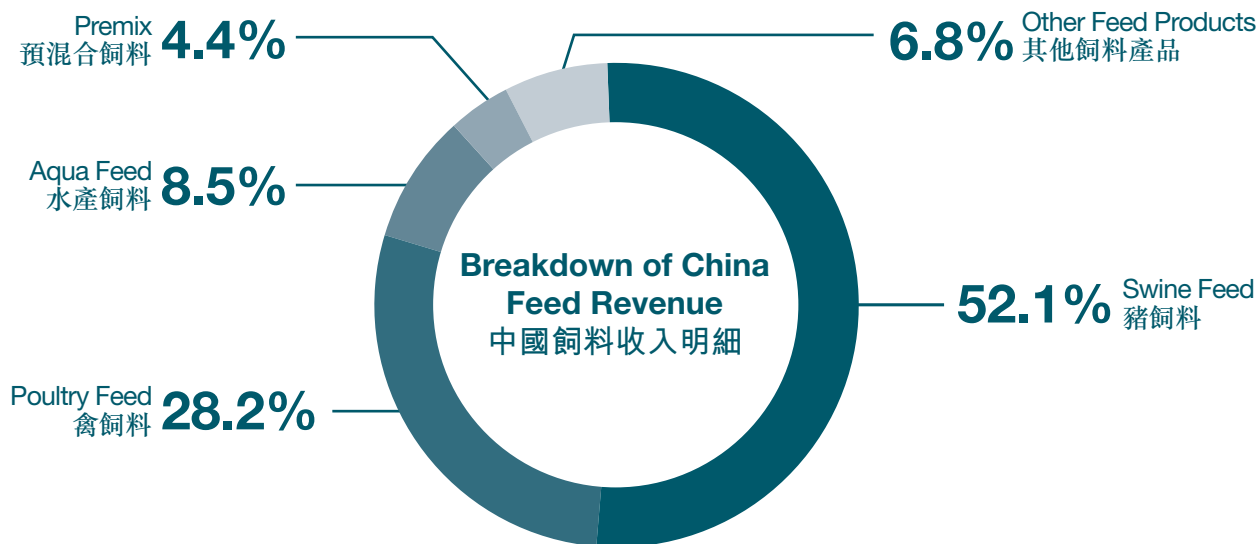 Premix
預混合飼料
4.4%
6.8%
Other Feed Products
其他飼料產品
Aqua Feed
水產飼料
8.5%
Breakdown of China
Feed Revenue
中國飼料收入明細
52.1%
Swine Feed
豬飼料
Poultry Feed
禽飼料
28.2%